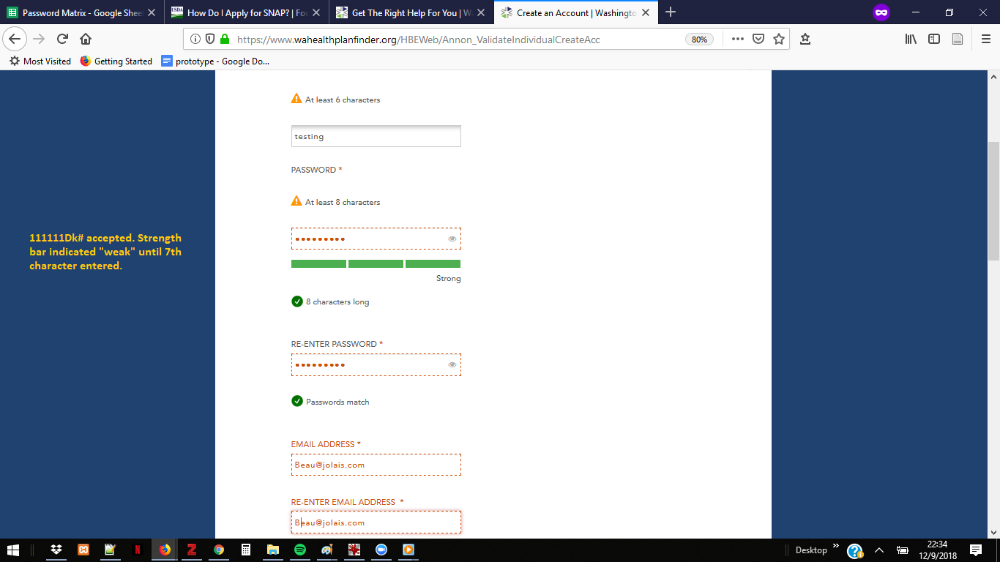 Password Matrix - Google Shee
How Do I Apply for SNAP? | Foo
Get The Right Help For You | W
Create an Account | Washingto
https://www.wahealthplanfinder.org/HBEWeb/Annon_ValidateIndividualCreateAcc
80%
Most Visited
Getting Started
prototype - Google Do...
At least 6 characters
testing
PASSWORD *
At least 8 characters
111111Dk# accepted. Strength
bar indicated "weak" until 7th
character entered.
Strong
8 characters long
RE-ENTER PASSWORD *
Passwords match
EMAIL ADDRESS *
Beau@jolais.com
RE-ENTER EMAIL ADDRESS *
Beau@jolais.com
Desktop
22:34
12/9/2018